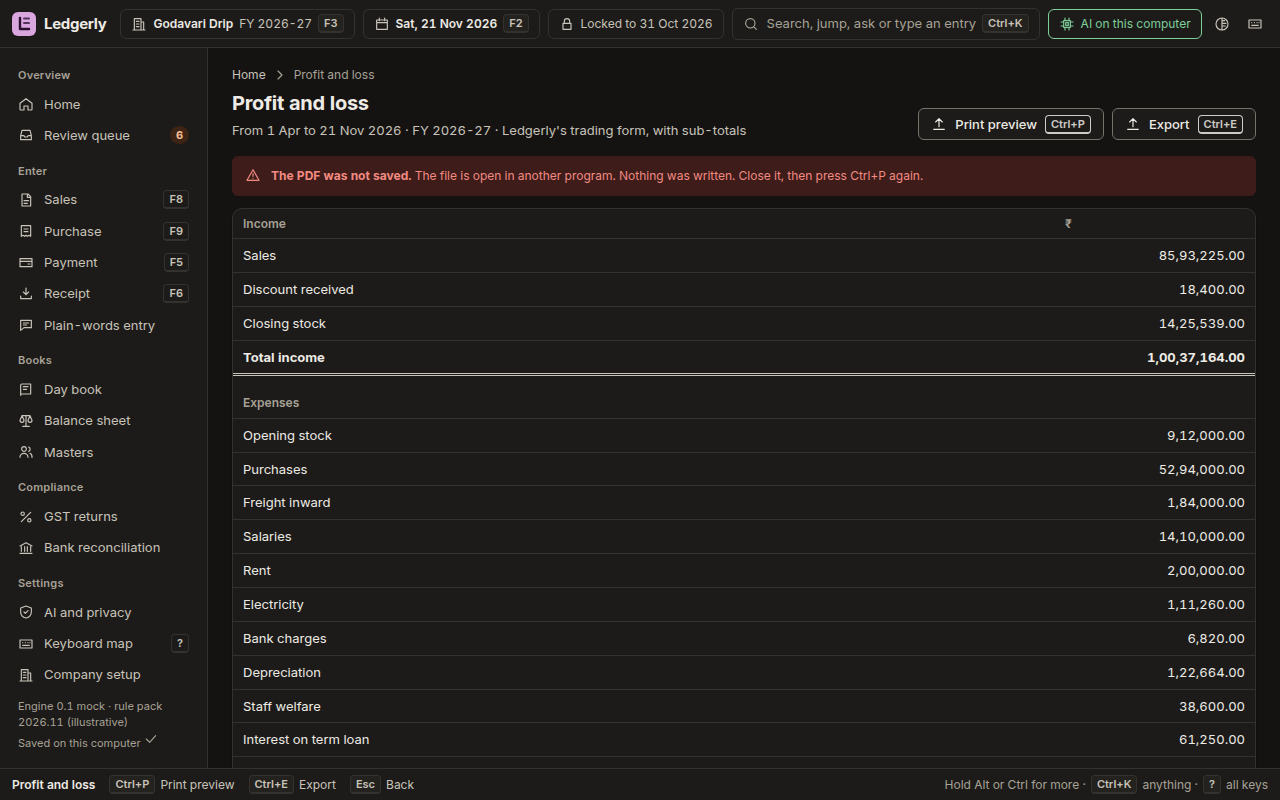 Ledgerly
Godavari Drip FY 2026-27 F3
Sat, 21 Nov 2026 F2
Locked to 31 Oct 2026
Search, jump, ask or type an entry Ctrl+K
AI on this computer
Overview
Home
Review queue 6
Enter
Sales F8
Purchase F9
Payment F5
Receipt F6
Plain-words entry
Books
Day book
Balance sheet
Masters
Compliance
GST returns
Bank reconciliation
Settings
AI and privacy
Keyboard map ?
Company setup
Engine 0.1 mock · rule pack
2026.11 (illustrative)
Saved on this computer
Home Profit and loss
Profit and loss
From 1 Apr to 21 Nov 2026 · FY 2026-27 · Ledgerly's trading form, with sub-totals
Print preview Ctrl+P
Export Ctrl+E
The PDF was not saved. The file is open in another program. Nothing was written. Close it, then press Ctrl+P again.
Income ₹
Sales 85,93,225.00
Discount received 18,400.00
Closing stock 14,25,539.00
Total income 1,00,37,164.00
Expenses
Opening stock 9,12,000.00
Purchases 52,94,000.00
Freight inward 1,84,000.00
Salaries 14,10,000.00
Rent 2,00,000.00
Electricity 1,11,260.00
Bank charges 6,820.00
Depreciation 1,22,664.00
Staff welfare 38,600.00
Interest on term loan 61,250.00
Profit and loss Ctrl+P Print preview Ctrl+E Export Esc Back
Hold Alt or Ctrl for more · Ctrl+K anything · ? all keys